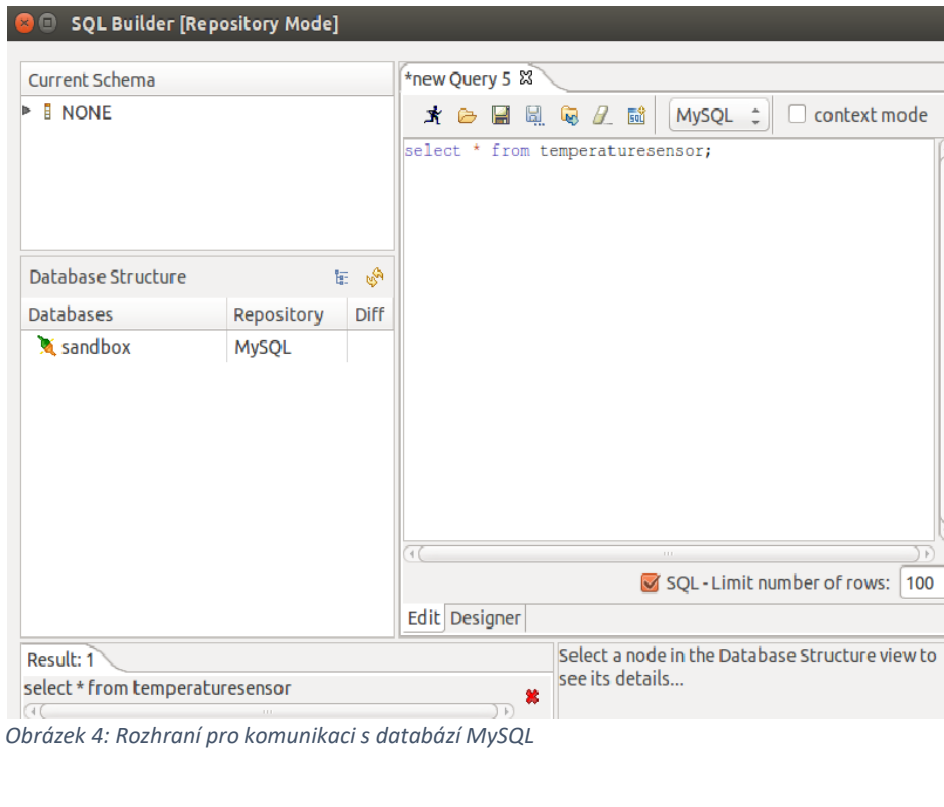 SQL Builder [Repository Mode]
Current Schema
NONE
Database Structure
Databases Repository Diff
sandbox MySQL
*new Query 5
MySQL context mode
select * from temperaturesensor;
SQL - Limit number of rows: 100
Edit Designer
Result: 1
select * from temperaturesensor
Select a node in the Database Structure view to
see its details...
Obrázek 4: Rozhraní pro komunikaci s databází MySQL